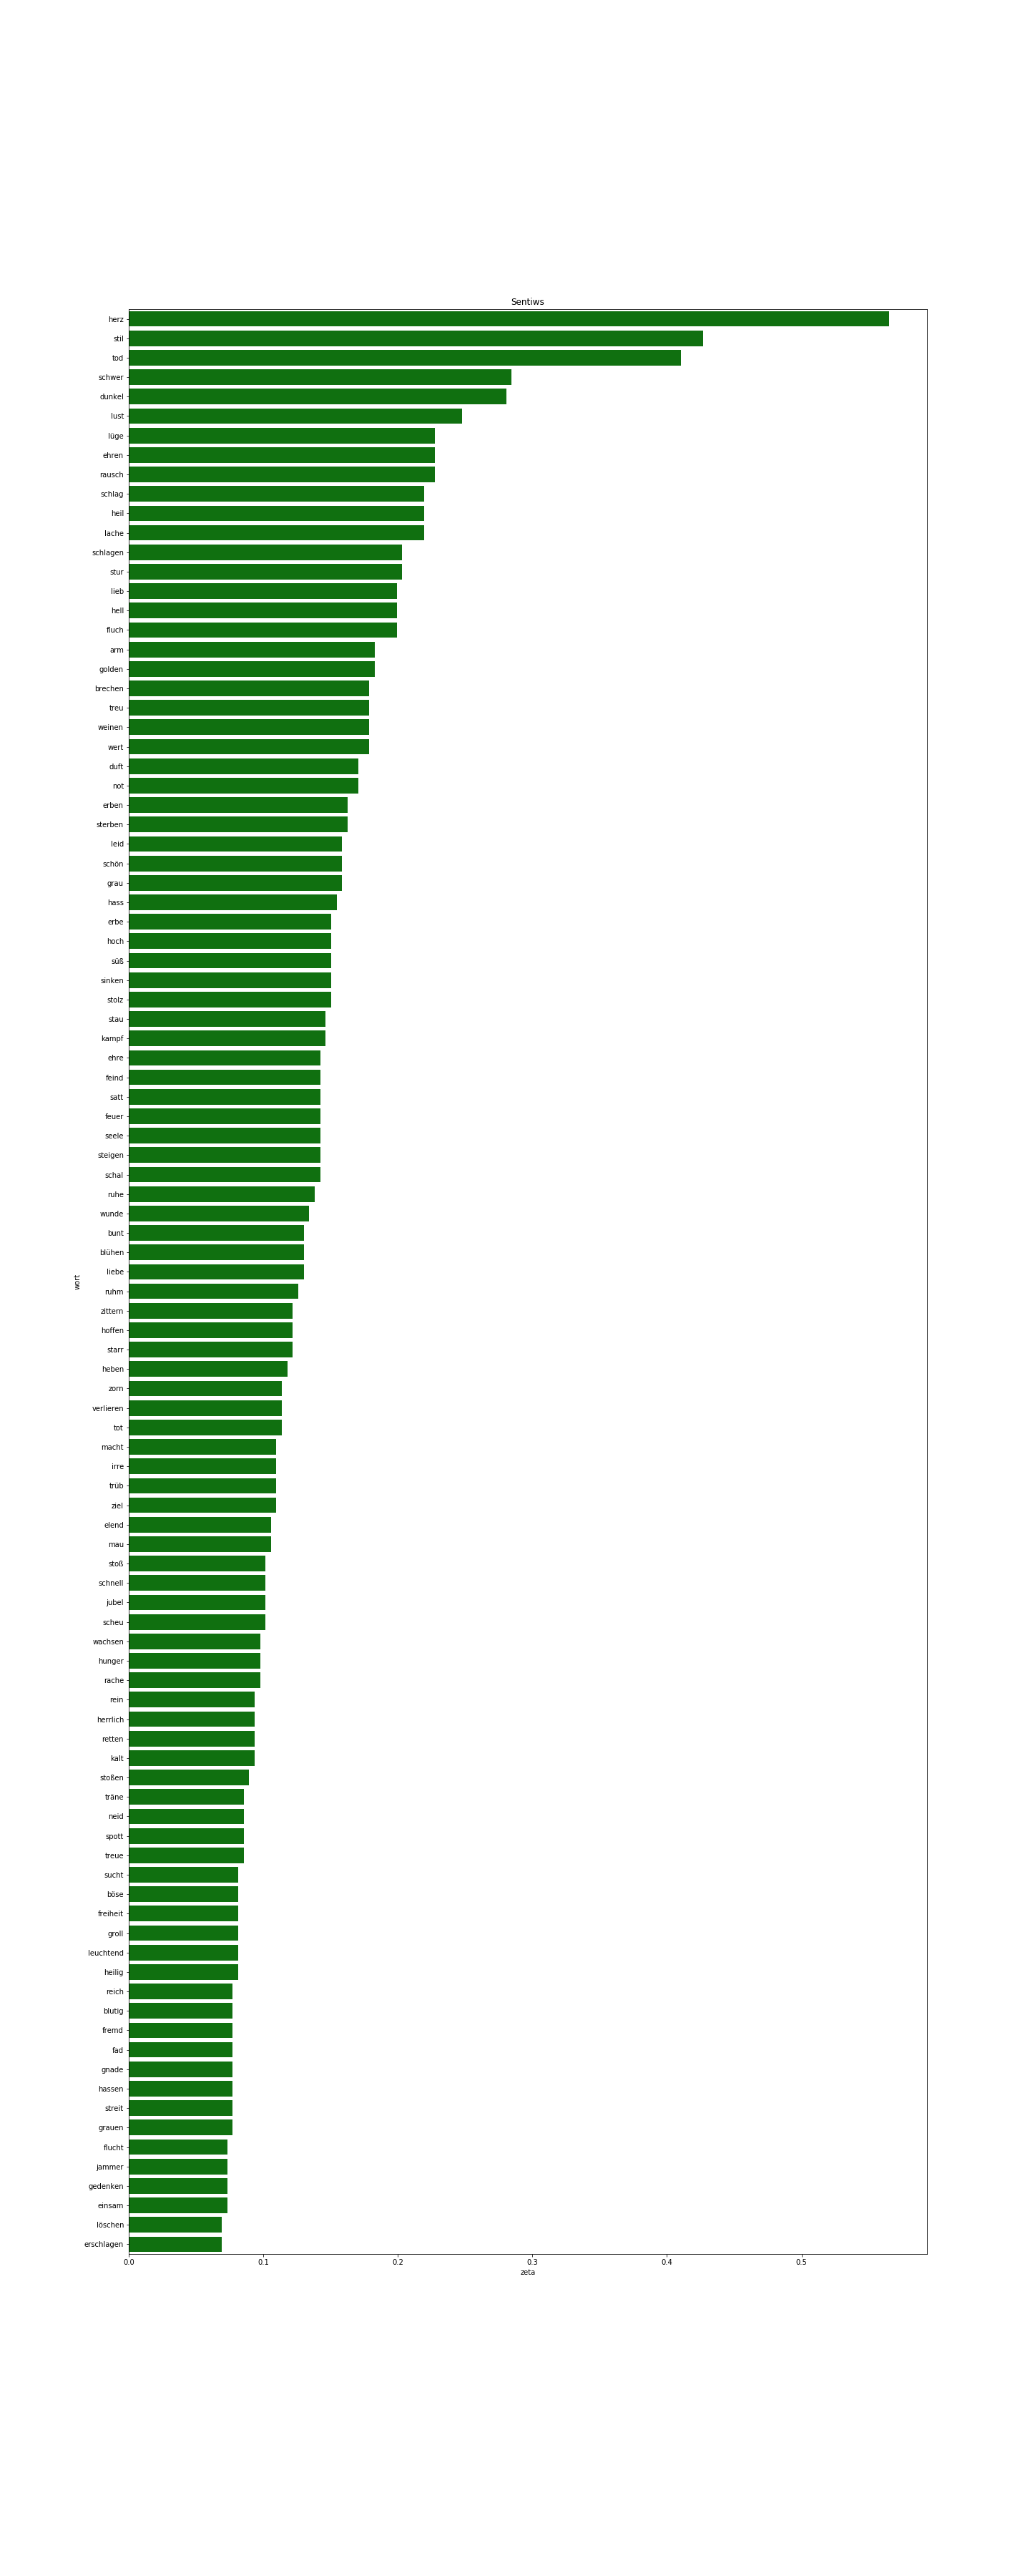 Sentiws
herz
stil
tod
schwer
dunkel
lust
lüge
ehren
rausch
schlag
heil
lache
schlagen
stur
lieb
hell
fluch
arm
golden
brechen
treu
weinen
wert
duft
not
erben
sterben
leid
schön
grau
hass
erbe
hoch
süß
sinken
stolz
stau
kampf
ehre
feind
satt
feuer
seele
steigen
schal
ruhe
wunde
bunt
blühen
liebe
wort
ruhm
zittern
hoffen
starr
heben
zorn
verlieren
tot
macht
irre
trüb
ziel
elend
mau
stoß
schnell
jubel
scheu
wachsen
hunger
rache
rein
herrlich
retten
kalt
stoßen
träne
neid
spott
treue
sucht
böse
freiheit
groll
leuchtend
heilig
reich
blutig
fremd
fad
gnade
hassen
streit
grauen
flucht
jammer
gedenken
einsam
löschen
erschlagen
0.0 0.1 0.2 0.3 0.4 0.5
zeta